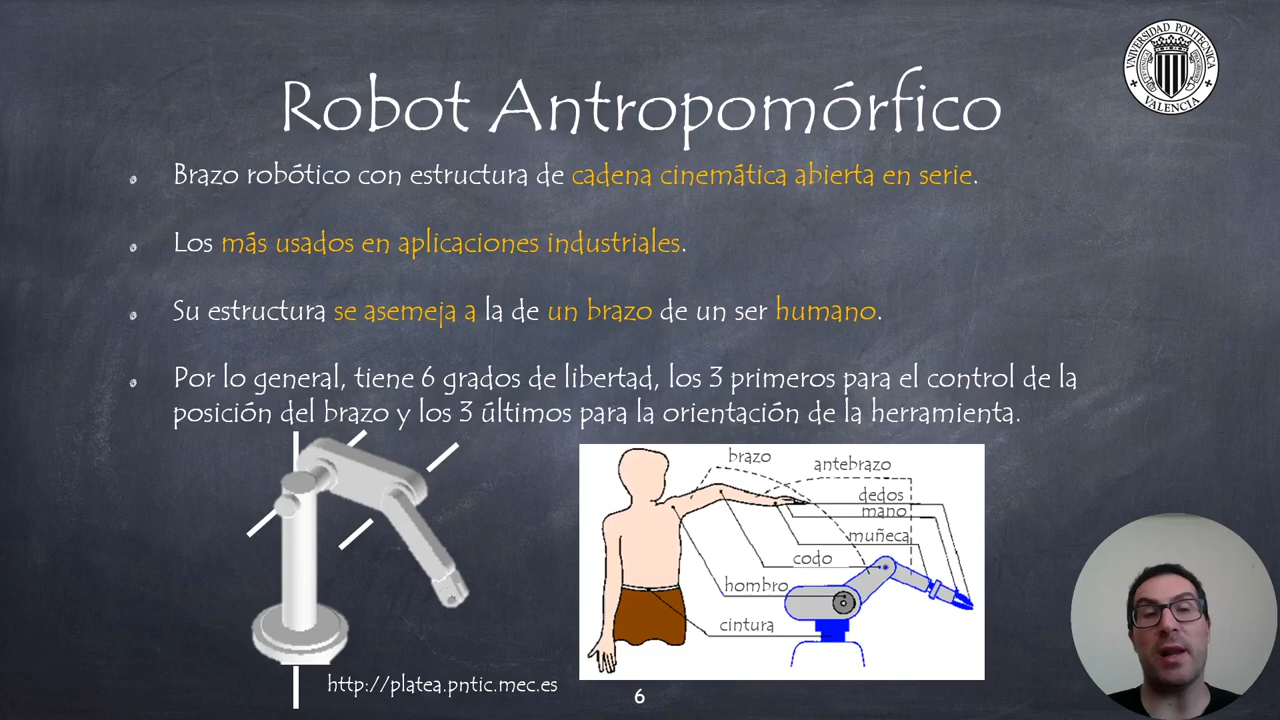 UNIVERSIDAD POLITECNICA
VALENCIA
Robot Antropomórfico
Brazo robótico con estructura de cadena cinemática abierta en serie.
Los más usados en aplicaciones industriales.
Su estructura se asemeja a la de un brazo de un ser humano.
Por lo general, tiene 6 grados de libertad, los 3 primeros para el control de la
posición del brazo y los 3 últimos para la orientación de la herramienta.
brazo
antebrazo
dedos
mano
muñeca
codo
hombro
cintura
http://platea.pntic.mec.es
6